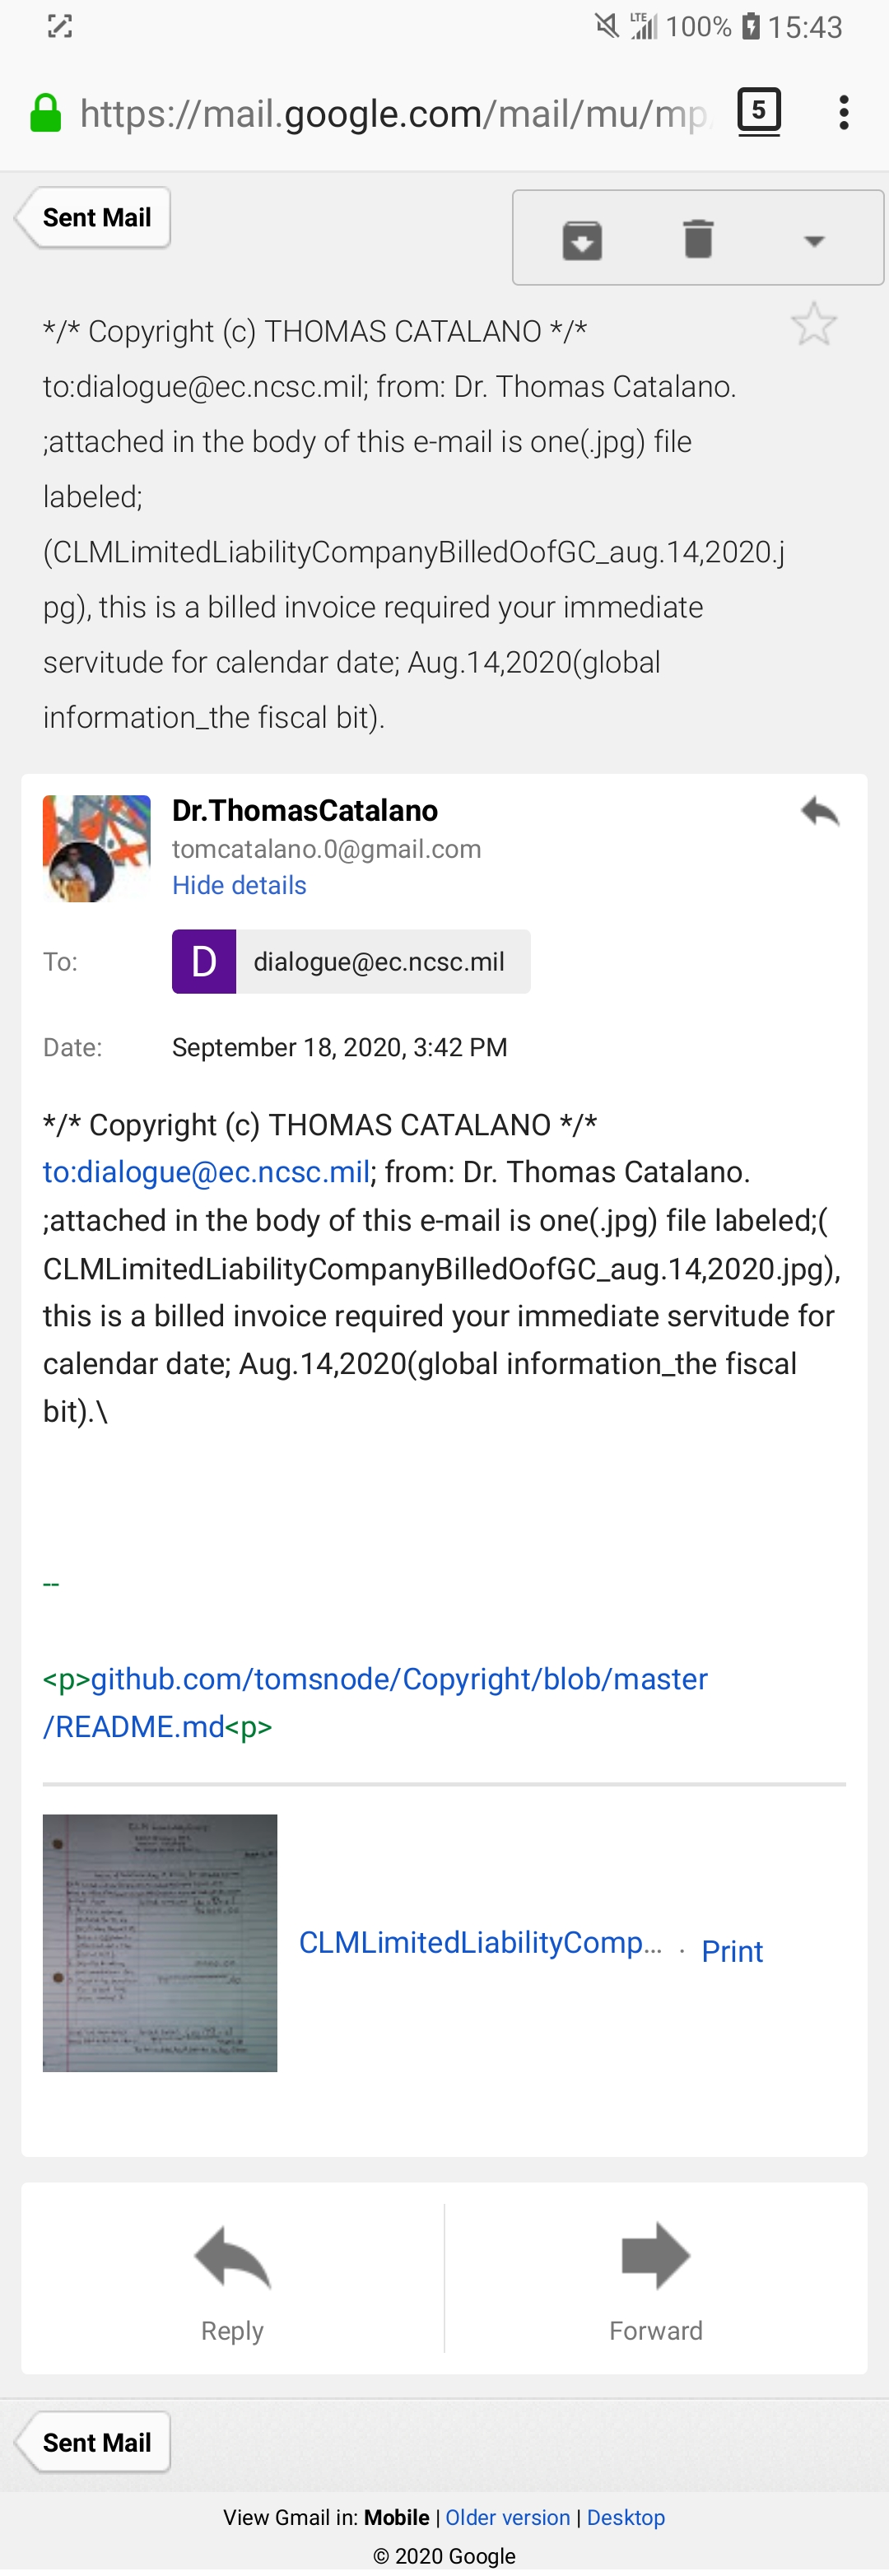 LTE 100% 15:43
https://mail.google.com/mail/mu/mp/ 5
Sent Mail
*/* Copyright (c) THOMAS CATALANO */*
to:dialogue@ec.ncsc.mil; from: Dr. Thomas Catalano.
;attached in the body of this e-mail is one(.jpg) file
labeled;
(CLMLimitedLiabilityCompanyBilledOofGC_aug.14,2020.j
pg), this is a billed invoice required your immediate
servitude for calendar date; Aug.14,2020(global
information_the fiscal bit).
Dr.ThomasCatalano
tomcatalano.0@gmail.com
Hide details
To: D dialogue@ec.ncsc.mil
Date: September 18, 2020, 3:42 PM
*/* Copyright (c) THOMAS CATALANO */*
to:dialogue@ec.ncsc.mil; from: Dr. Thomas Catalano.
;attached in the body of this e-mail is one(.jpg) file labeled;(
CLMLimitedLiabilityCompanyBilledOofGC_aug.14,2020.jpg),
this is a billed invoice required your immediate servitude for
calendar date; Aug.14,2020(global information_the fiscal
bit).\
--
<p>github.com/tomsnode/Copyright/blob/master
/README.md<p>
CLMLimitedLiabilityComp... · Print
Reply Forward
Sent Mail
View Gmail in: Mobile | Older version | Desktop
© 2020 Google